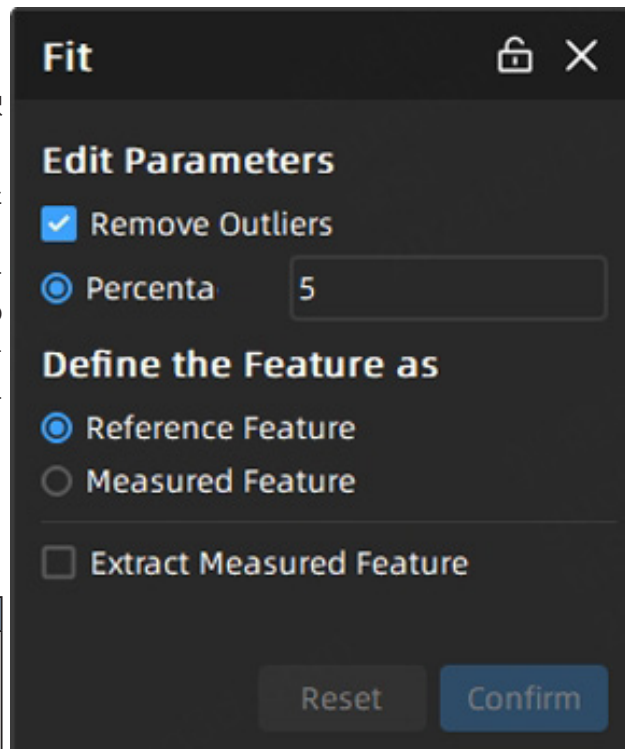 Fit
Edit Parameters
Remove Outliers
Percenta 5
Define the Feature as
Reference Feature
Measured Feature
Extract Measured Feature
Reset Confirm